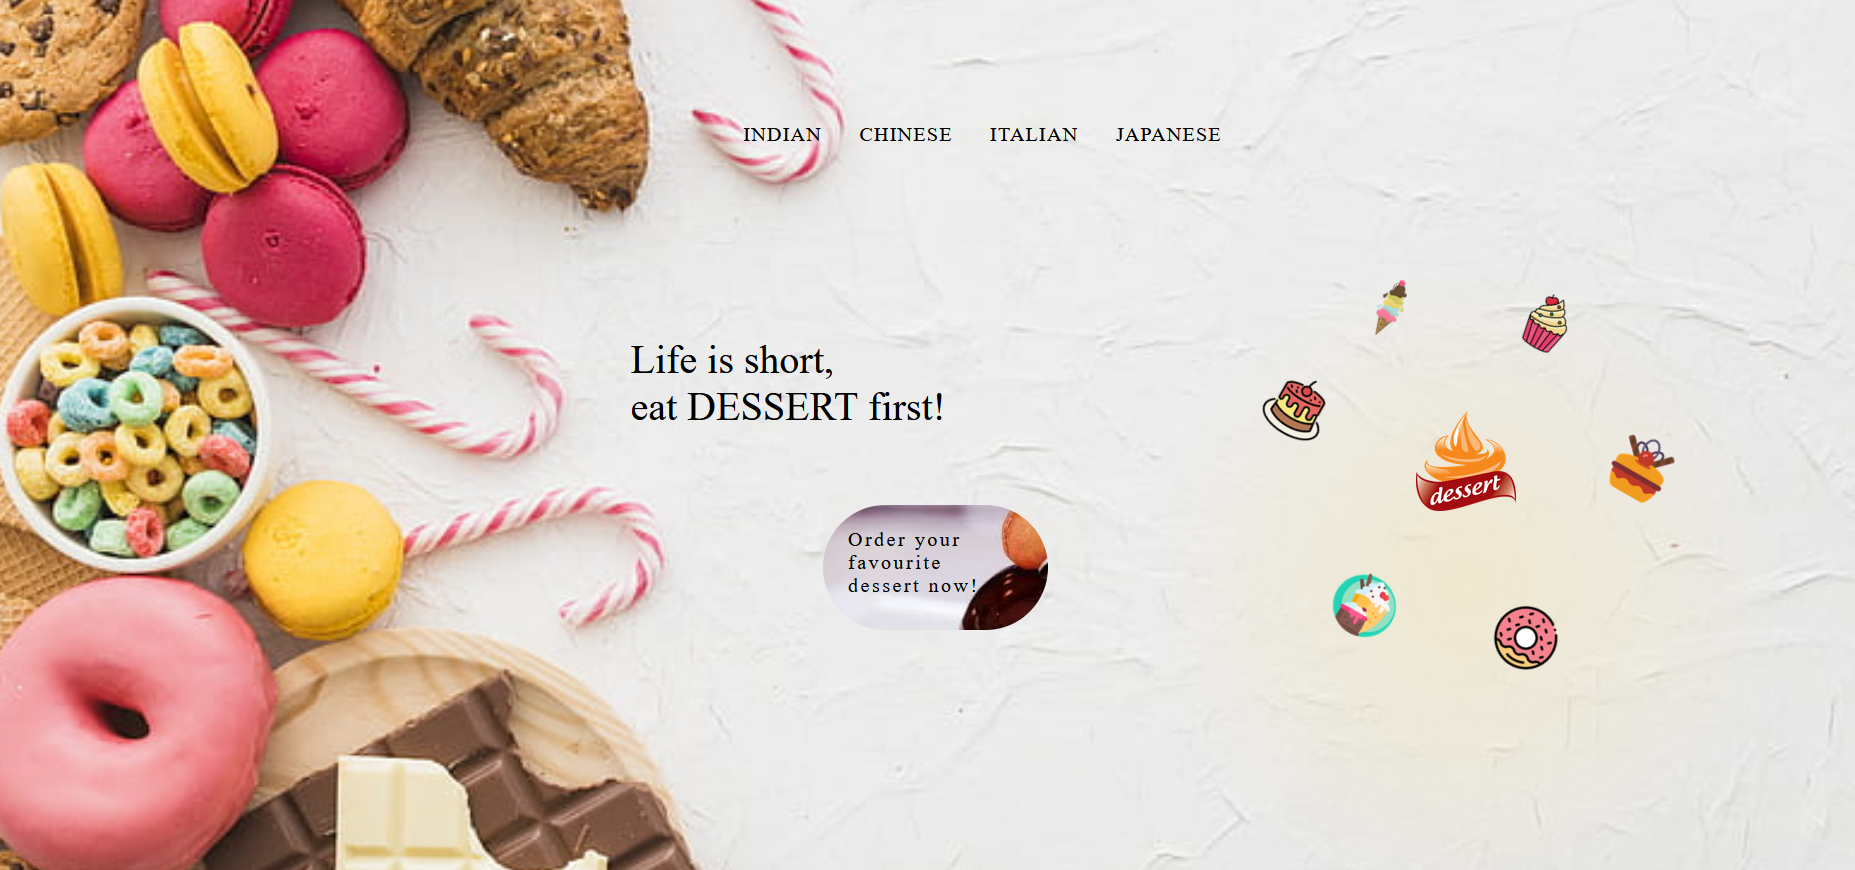 INDIAN CHINESE ITALIAN JAPANESE
Life is short,
eat DESSERT first!
dessert
Order your
favourite
dessert now!